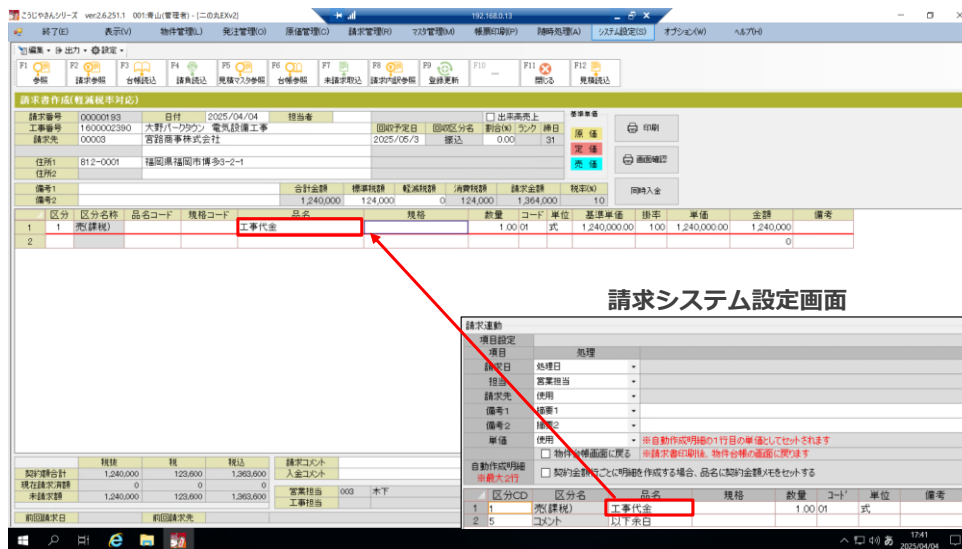 こうじやさんシリーズ ver2.6.251.1 001:青山(管理者) - [二の丸EXv2]
192.168.0.13
終了(E) 表示(V) 物件管理(L) 発注管理(O) 原価管理(C) 請求管理(R) マスタ管理(M) 帳票印刷(P) 随時処理(A) システム設定(S) オプション(W) ヘルプ(H)
編集 出力 設定
F1 F2 F3 F4 F5 F6 F7 F8 F9 F10 F11 F12
参照 請求参照 台帳読込 請負読込 見積マスタ参照 台帳参照 未請求取込 請求内訳参照 登録更新 閉じる 見積読込
請求書作成(軽減税率対応)
請求番号 00000193 日付 2025/04/04 担当者 出来高売上 基準単価
工事番号 1600002390 大野パークタウン 電気設備工事 回収予定日 回収区分名 割合(%) ランク 締日 原 価 印刷
請求先 00003 宮路商事株式会社 2025/05/3 振込 0.00 31
定 価
住所1 812-0001 福岡県福岡市博多3-2-1 売 価 画面確認
住所2
備考1 合計金額 標準税額 軽減税額 消費税額 請求金額 税率(%) 同時入金
備考2 1,240,000 124,000 0 124,000 1,364,000 10
区分 区分名称 品名コード 規格コード 品名 規格 数量 コード 単位 基準単価 掛率 単価 金額 備考
1 1 売(課税) 工事代金 1.00 01 式 1,240,000.00 100 1,240,000.00 1,240,000
2 0
請求システム設定画面
請求連動
項目設定
項目 処理
請求日 処理日
担当 営業担当
請求先 使用
備考1 摘要1
備考2 摘要2
単価 使用 ※自動作成明細の1行目の単価としてセットされます
物件台帳画面に戻る ※請求書印刷後、物件台帳の画面に戻ります
自動作成明細 契約金額行ごとに明細を作成する場合、品名に契約金額メモをセットする
※最大2行
区分CD 区分名 品名 規格 数量 コード 単位 備考
1 1 売(課税) 工事代金 1.00 01 式
2 5 コメント 以下余白
税抜 税 税込 請求コメント
契約額合計 1,240,000 123,600 1,363,600 入金コメント
現在請求済額 0 0 0
未請求額 1,240,000 123,600 1,363,600 営業担当 003 木下
工事担当
前回請求日 前回請求先
あ 17:41
2025/04/04